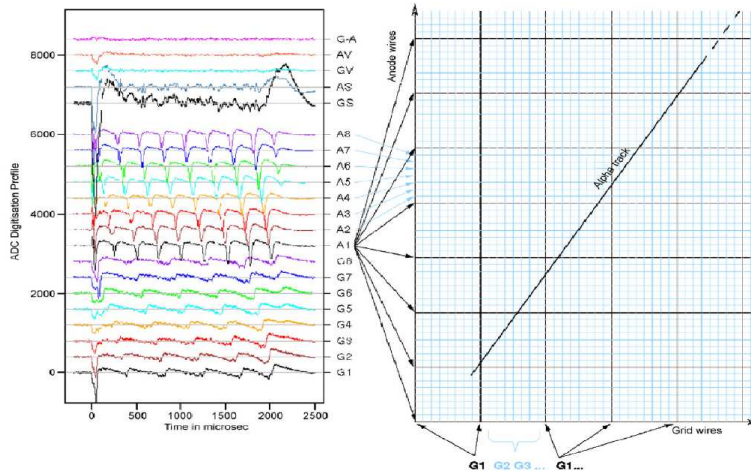 ADC Digitisation Profile
8000
6000
4000
2000
0
0 500 1000 1500 2000 2500
Time in microsec
G-A
AV
GV
AS
GS
A8
A7
A6
A5
A4
A3
A2
A1
G8
G7
G6
G5
G4
G3
G2
G1
Anode wires
Alpha track
Grid wires
G1 G2 G3 ... G1...